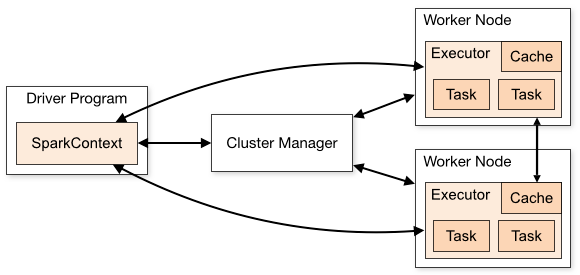 Driver Program
SparkContext
Cluster Manager
Worker Node
Executor
Cache
Task
Task
Worker Node
Executor
Cache
Task
Task